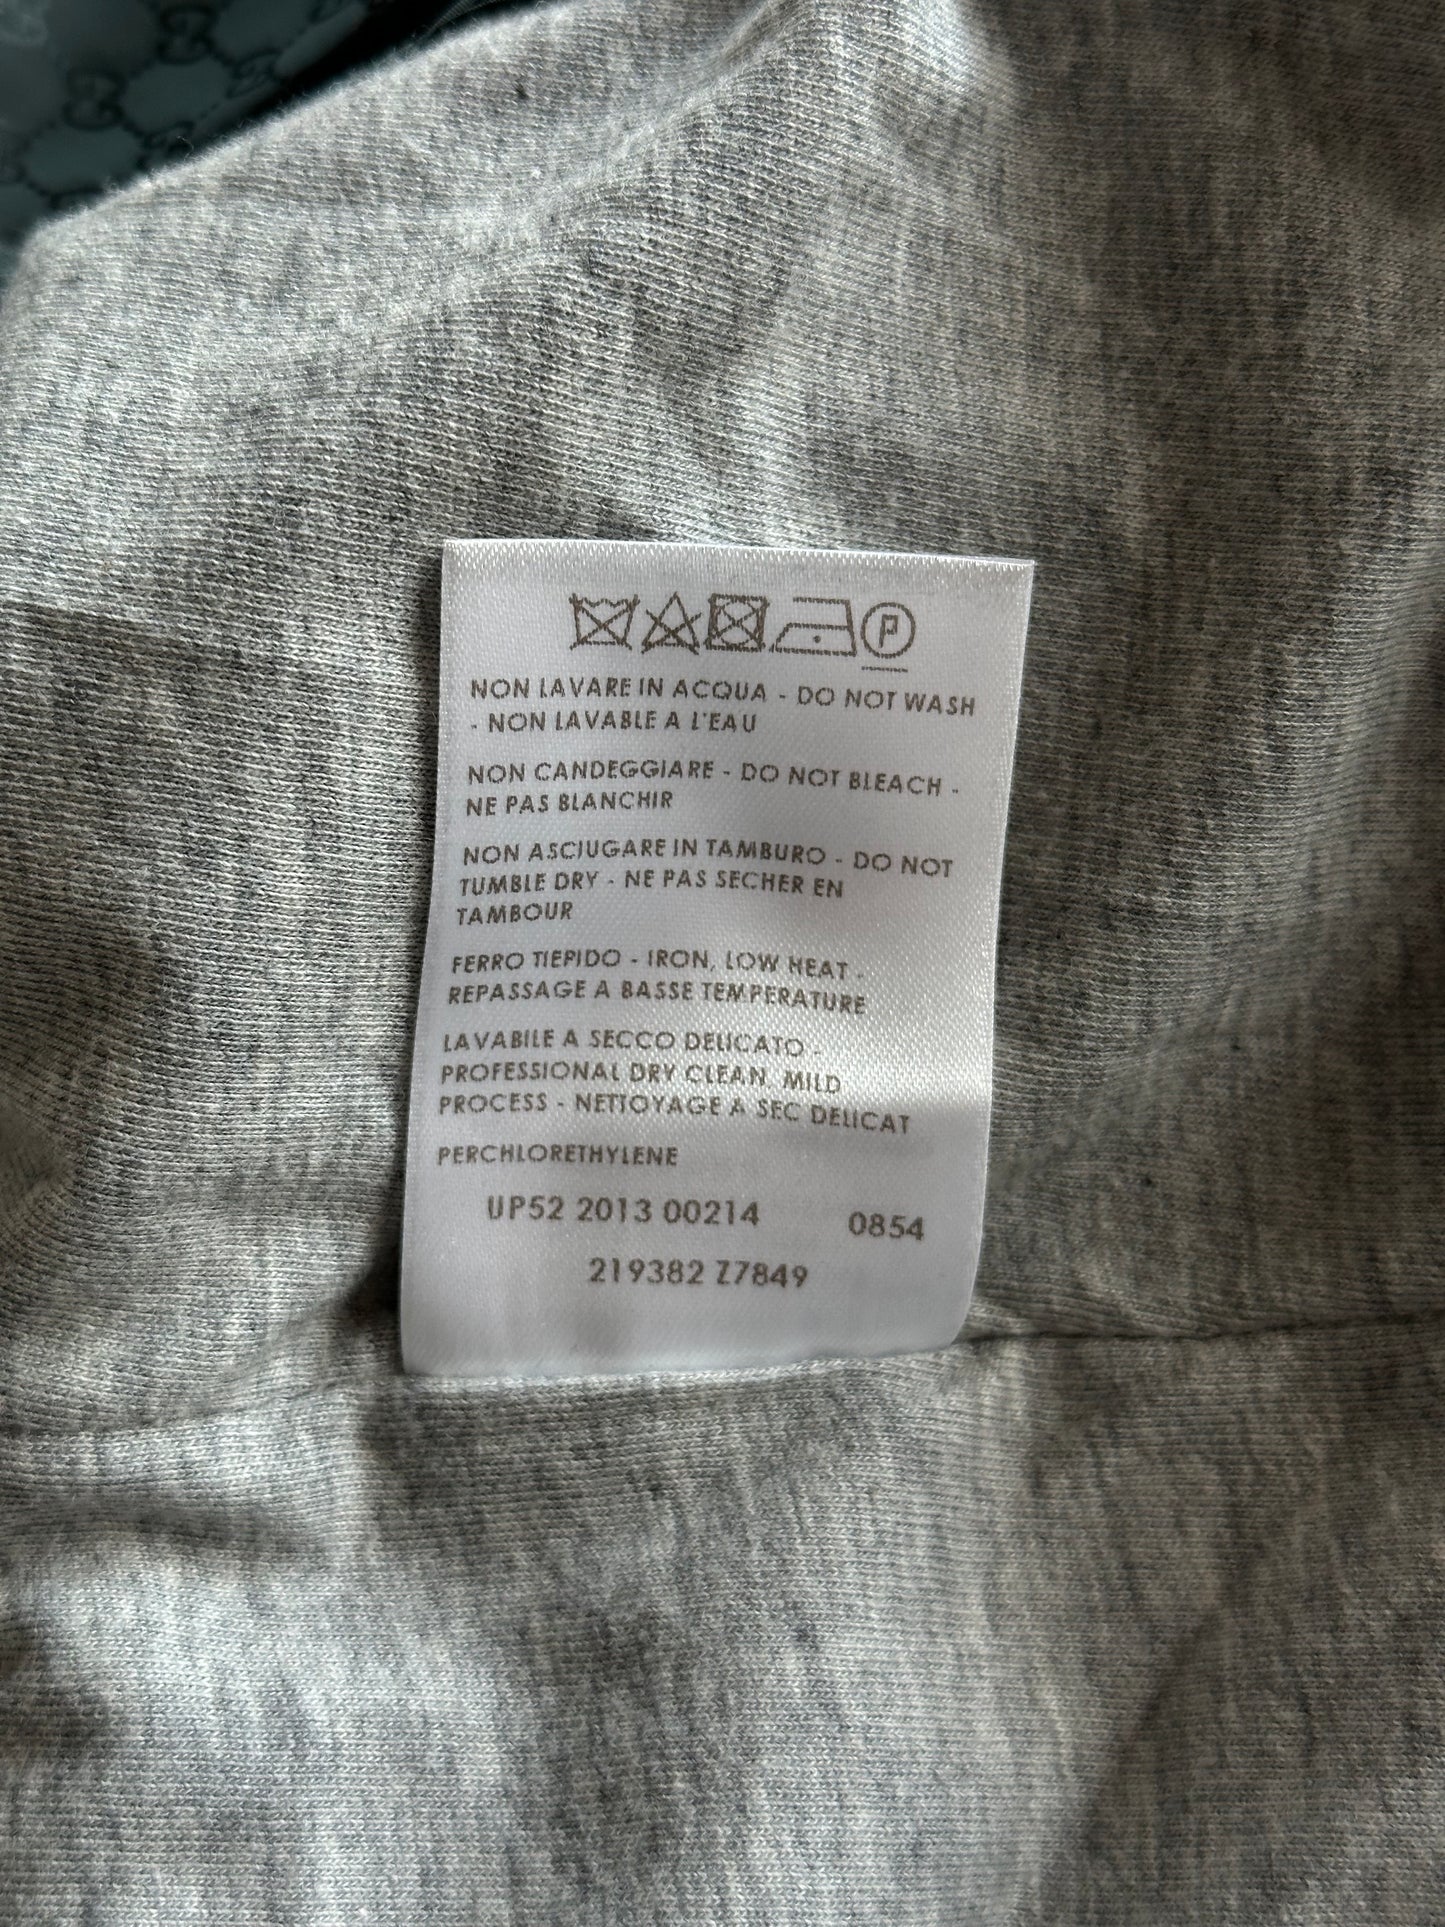 P
NON LAVARE IN ACQUA - DO NOT WASH
- NON LAVABLE A L'EAU
NON CANDEGGIARE - DO NOT BLEACH -
NE PAS BLANCHIR
NON ASCIUGARE IN TAMBURO - DO NOT
TUMBLE DRY - NE PAS SECHER EN
TAMBOUR
FERRO TIEPIDO - IRON, LOW HEAT -
REPASSAGE A BASSE TEMPERATURE
LAVABILE A SECCO DELICATO -
PROFESSIONAL DRY CLEAN, MILD
PROCESS - NETTOYAGE A SEC DELICAT
PERCHLORETHYLENE
UP52 2013 00214 0854
219382 Z7849